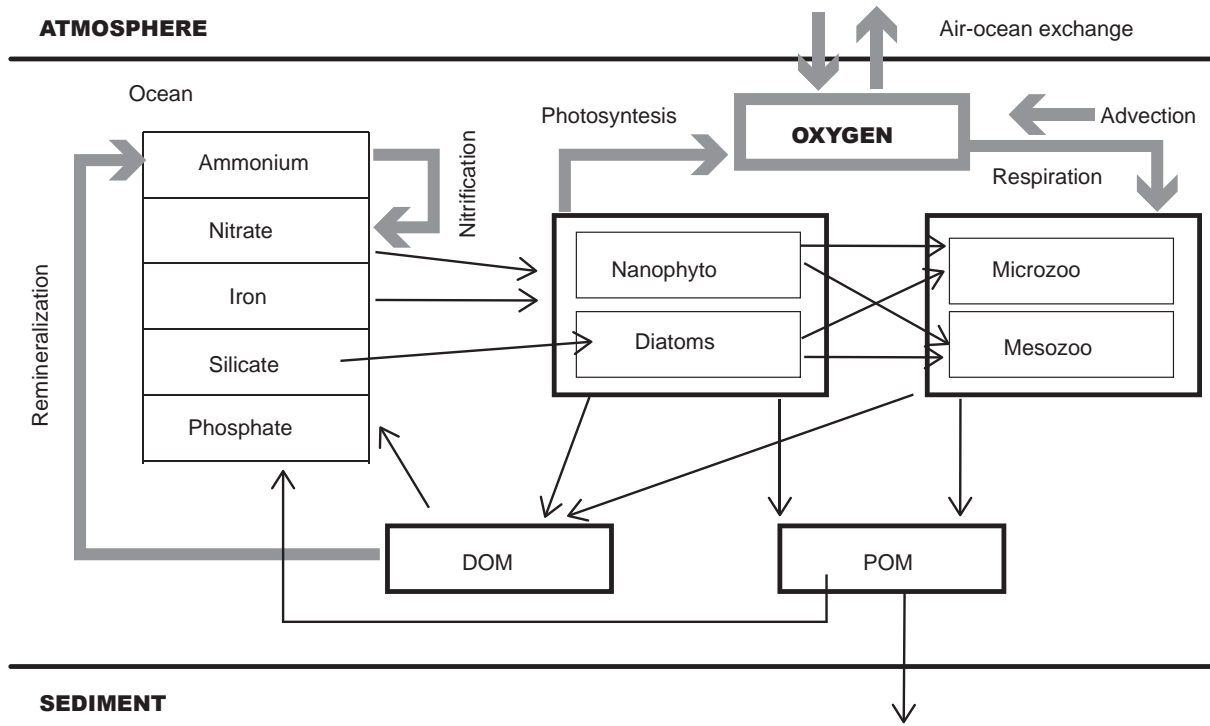 ATMOSPHERE
Air-ocean exchange
Ocean
Photosyntesis
OXYGEN
Advection
Respiration
Ammonium
Nitrification
Nitrate
Remineralization
Iron
Silicate
Phosphate
Nanophyto
Diatoms
Microzoo
Mesozoo
DOM
POM
SEDIMENT